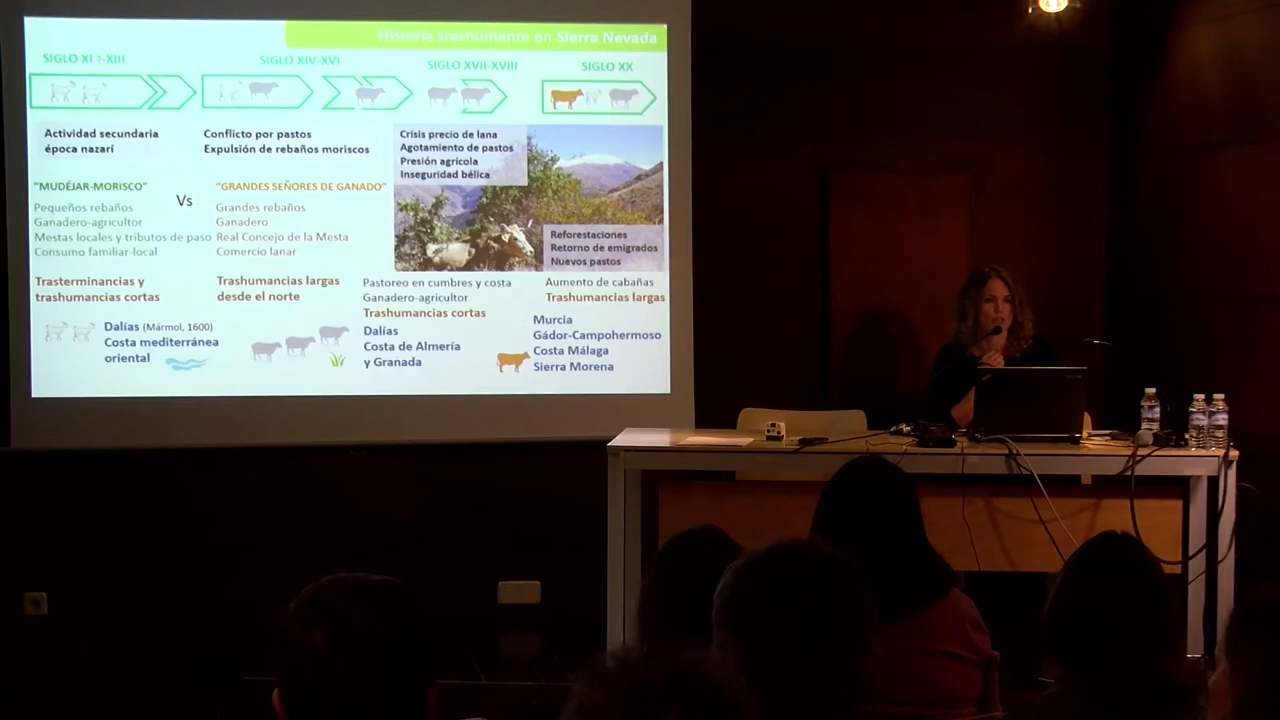 Historia trashumante en Sierra Nevada
SIGLO XI ?-XIII
SIGLO XIV-XVI
SIGLO XVII-XVIII
SIGLO XX
Actividad secundaria
época nazarí
Conflicto por pastos
Expulsión de rebaños moriscos
Crisis precio de lana
Agotamiento de pastos
Presión agrícola
Inseguridad bélica
"MUDÉJAR-MORISCO"
Pequeños rebaños
Ganadero-agricultor
Mestas locales y tributos de paso
Consumo familiar-local
Vs
"GRANDES SEÑORES DE GANADO"
Grandes rebaños
Ganadero
Real Concejo de la Mesta
Comercio lanar
Reforestaciones
Retorno de emigrados
Nuevos pastos
Trasterminancias y
trashumancias cortas
Trashumancias largas
desde el norte
Pastoreo en cumbres y costa
Ganadero-agricultor
Trashumancias cortas
Aumento de cabañas
Trashumancias largas
Dalías (Mármol, 1600)
Costa mediterránea
oriental
Dalías
Costa de Almería
y Granada
Murcia
Gádor-Campohermoso
Costa Málaga
Sierra Morena